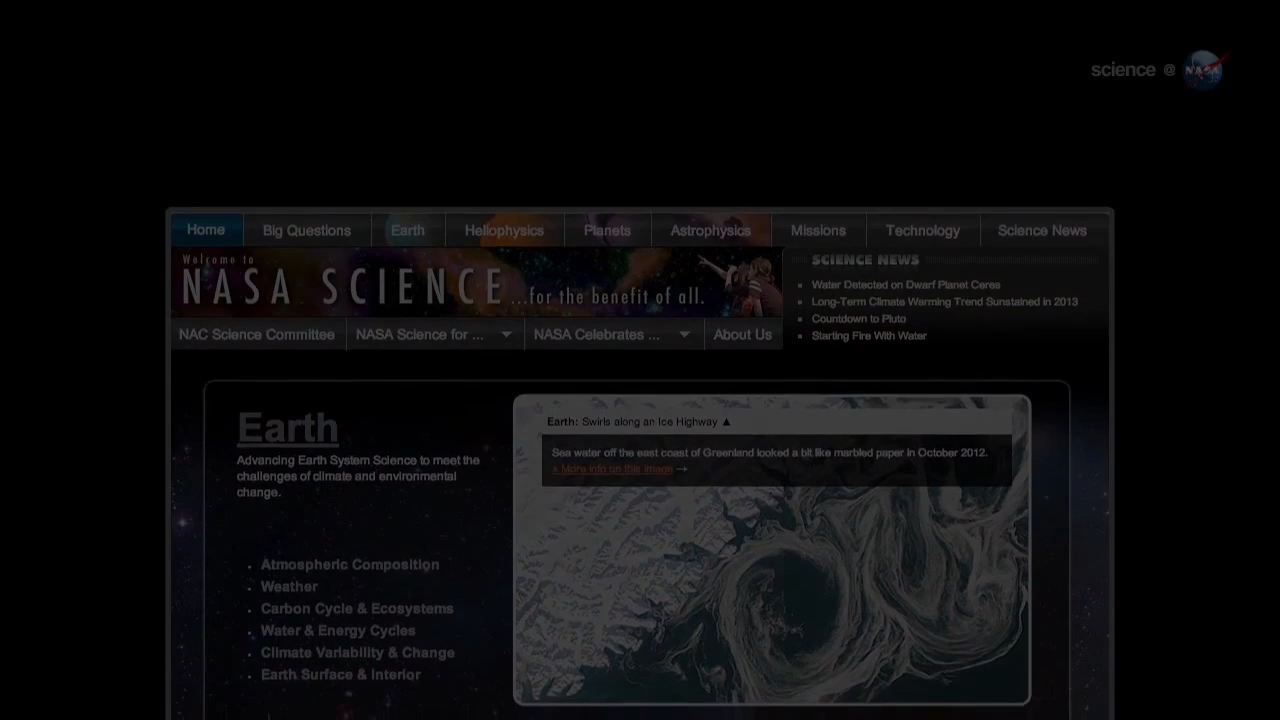 science @ NASA
Home Big Questions Earth Heliophysics Planets Astrophysics Missions Technology Science News
Welcome to
NASA SCIENCE ...for the benefit of all.
NAC Science Committee NASA Science for ... NASA Celebrates ... About Us
SCIENCE NEWS
Water Detected on Dwarf Planet Ceres
Long-Term Climate Warming Trend Sunstained in 2013
Countdown to Pluto
Starting Fire With Water
Earth
Advancing Earth System Science to meet the
challenges of climate and environmental
change.
Atmospheric Composition
Weather
Carbon Cycle & Ecosystems
Water & Energy Cycles
Climate Variability & Change
Earth Surface & Interior
Earth: Swirls along an Ice Highway ▲
Sea water off the east coast of Greenland looked a bit like marbled paper in October 2012.
» More info on this image →